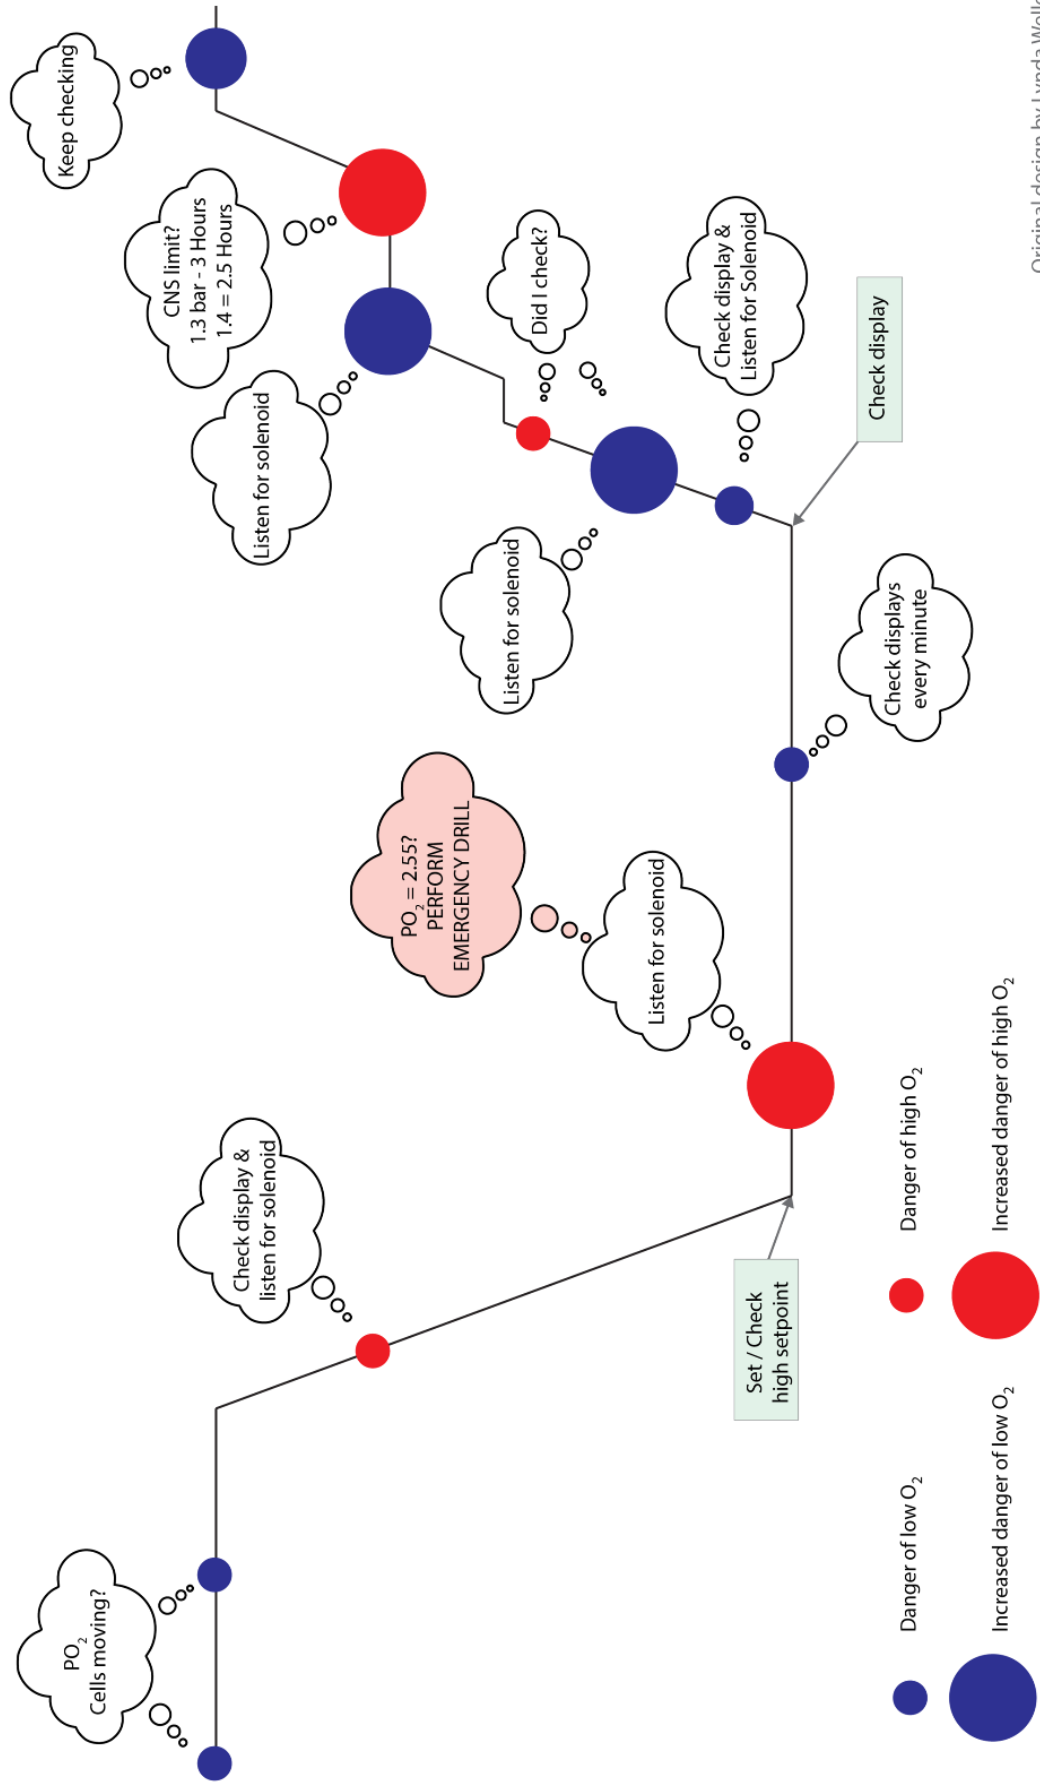 PO2
Cells moving?
Check display &
listen for solenoid
PO2 = 2.55?
PERFORM
EMERGENCY DRILL
Listen for solenoid
Set / Check
high setpoint
Check displays
every minute
Listen for solenoid
Check display &
Listen for Solenoid
Check display
Did I check?
Listen for solenoid
CNS limit?
1.3 bar - 3 Hours
1.4 = 2.5 Hours
Keep checking
Danger of low O2
Danger of high O2
Increased danger of low O2
Increased danger of high O2
Original design by Lynda